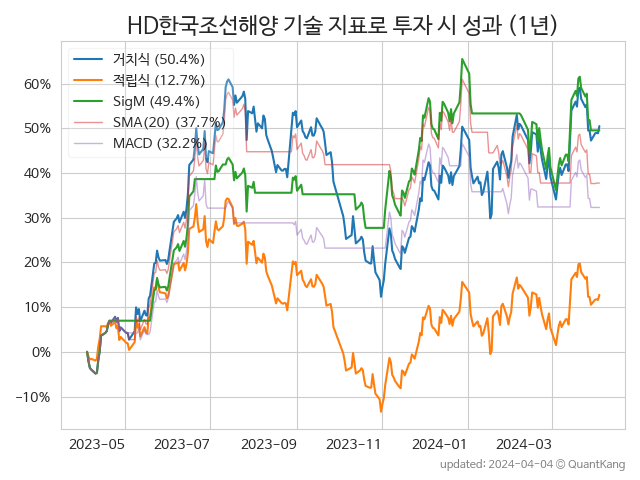 HD한국조선해양 기술 지표로 투자 시 성과 (1년)
거치식 (50.4%)
적립식 (12.7%)
SigM (49.4%)
SMA(20) (37.7%)
MACD (32.2%)
60%
50%
40%
30%
20%
10%
0%
−10%
2023-05
2023-07
2023-09
2023-11
2024-01
2024-03
updated: 2024-04-04 © QuantKang